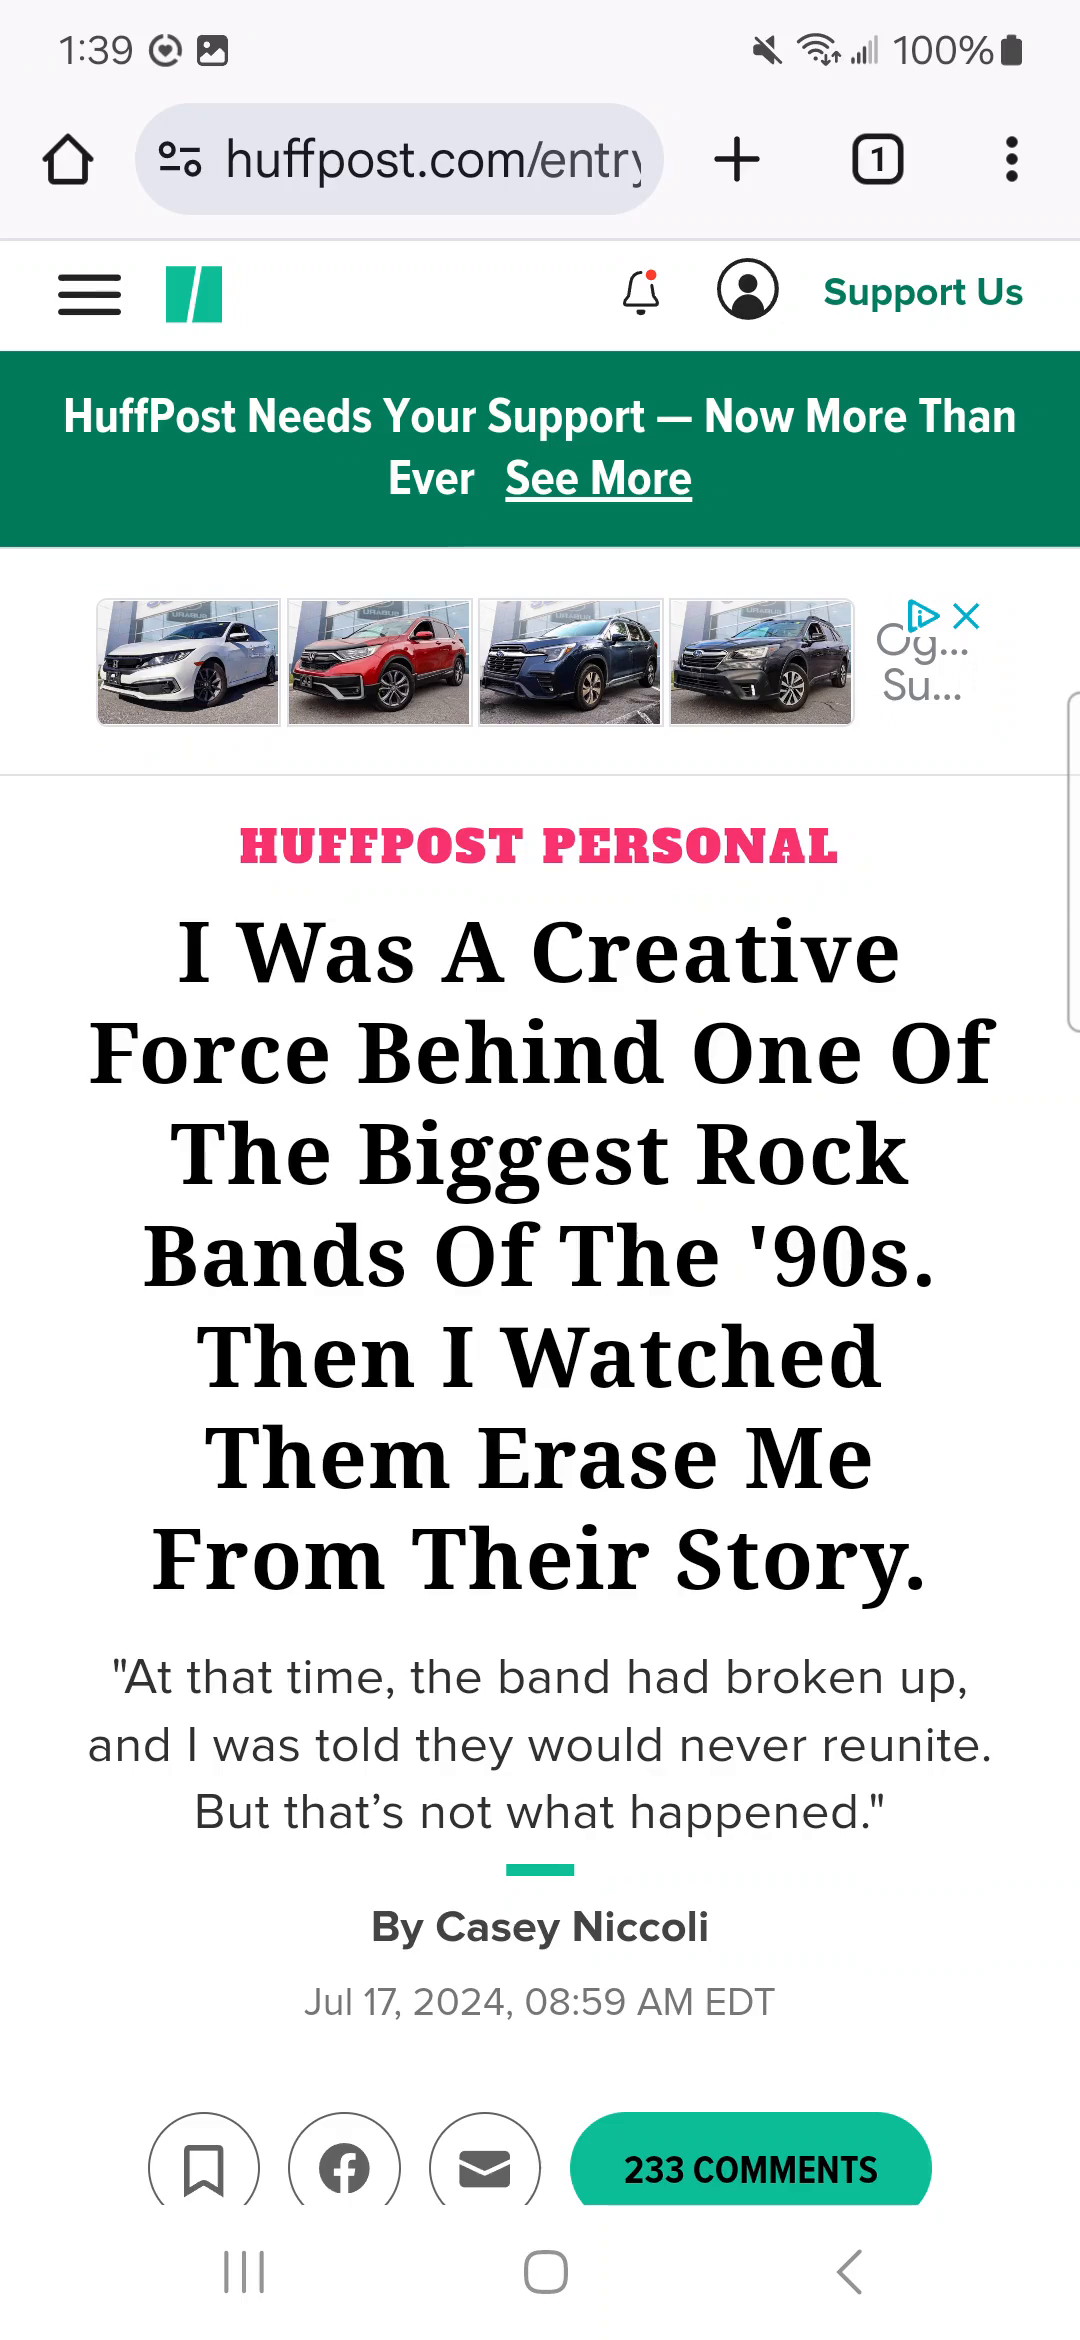 1:39
100%
huffpost.com/entry
1
Support Us
HuffPost Needs Your Support — Now More Than
Ever See More
Og...
Su...
HUFFPOST PERSONAL
I Was A Creative
Force Behind One Of
The Biggest Rock
Bands Of The '90s.
Then I Watched
Them Erase Me
From Their Story.
"At that time, the band had broken up,
and I was told they would never reunite.
But that’s not what happened."
By Casey Niccoli
Jul 17, 2024, 08:59 AM EDT
233 COMMENTS